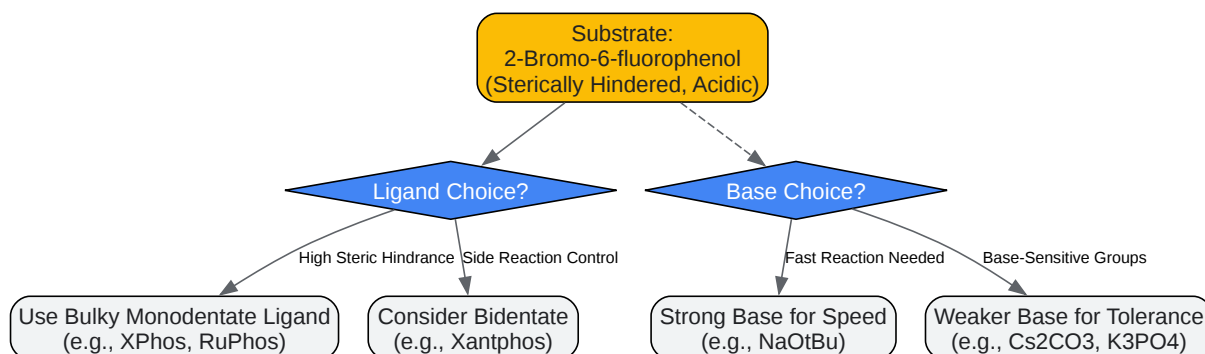 Substrate:
2-Bromo-6-fluorophenol
(Sterically Hindered, Acidic)
Ligand Choice?
Base Choice?
High Steric Hindrance
Side Reaction Control
Fast Reaction Needed
Base-Sensitive Groups
Use Bulky Monodentate Ligand
(e.g., XPhos, RuPhos)
Consider Bidentate
(e.g., Xantphos)
Strong Base for Speed
(e.g., NaOtBu)
Weaker Base for Tolerance
(e.g., Cs2CO3, K3PO4)